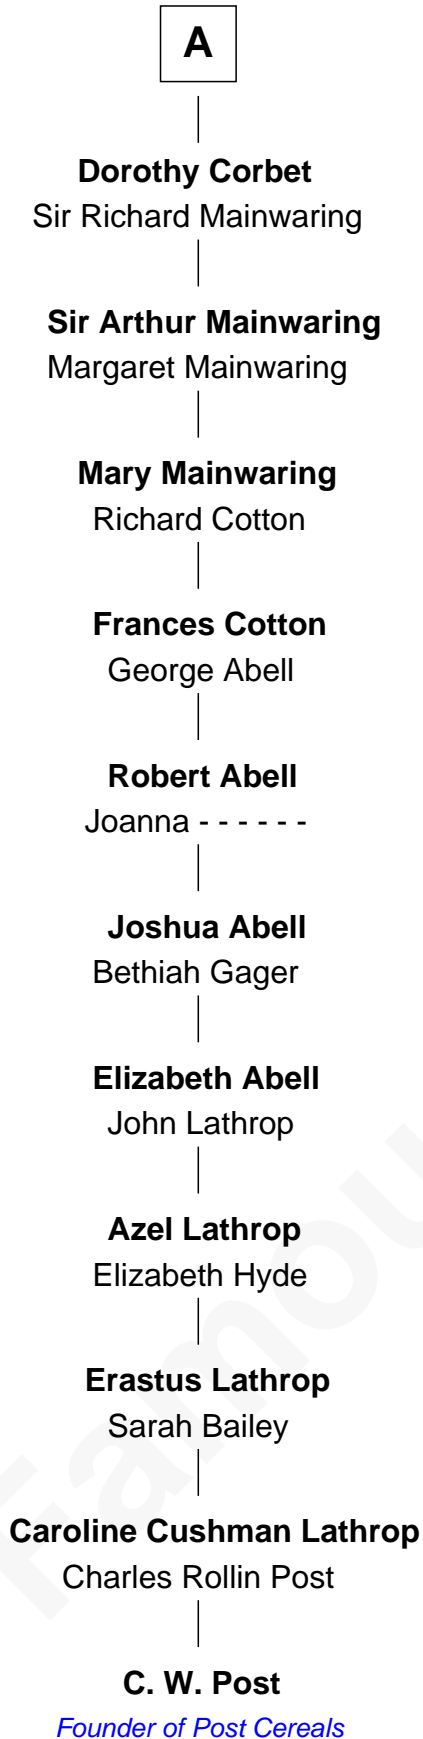 A
Dorothy Corbet
Sir Richard Mainwaring
Sir Arthur Mainwaring
Margaret Mainwaring
Mary Mainwaring
Richard Cotton
Frances Cotton
George Abell
Robert Abell
Joanna - - - - - -
Joshua Abell
Bethiah Gager
Elizabeth Abell
John Lathrop
Azel Lathrop
Elizabeth Hyde
Erastus Lathrop
Sarah Bailey
Caroline Cushman Lathrop
Charles Rollin Post
C. W. Post
Founder of Post Cereals
Famou